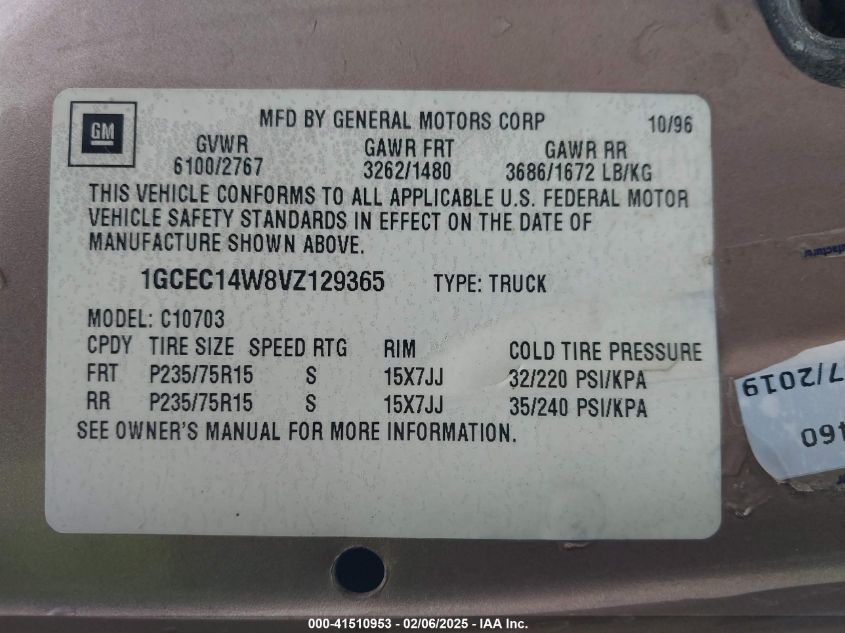 GM
MFD BY GENERAL MOTORS CORP 10/96
GVWR GAWR FRT GAWR RR
6100/2767 3262/1480 3686/1672 LB/KG
THIS VEHICLE CONFORMS TO ALL APPLICABLE U.S. FEDERAL MOTOR
VEHICLE SAFETY STANDARDS IN EFFECT ON THE DATE OF
MANUFACTURE SHOWN ABOVE.
1GCEC14W8VZ129365 TYPE: TRUCK
MODEL: C10703
CPDY TIRE SIZE SPEED RTG RIM COLD TIRE PRESSURE
FRT P235/75R15 S 15X7JJ 32/220 PSI/KPA
RR P235/75R15 S 15X7JJ 35/240 PSI/KPA
SEE OWNER'S MANUAL FOR MORE INFORMATION.
7/2019
460
000-41510953 - 02/06/2025 - IAA Inc.